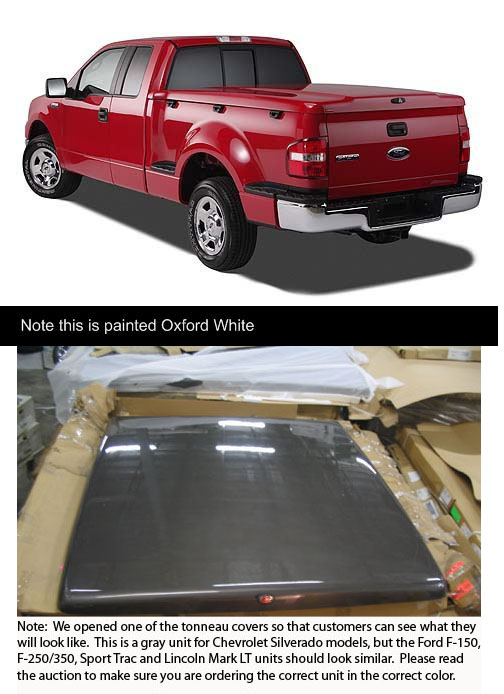 Ford
Note this is painted Oxford White
Note: We opened one of the tonneau covers so that customers can see what they
will look like. This is a gray unit for Chevrolet Silverado models, but the Ford F-150,
F-250/350, Sport Trac and Lincoln Mark LT units should look similar. Please read
the auction to make sure you are ordering the correct unit in the correct color.